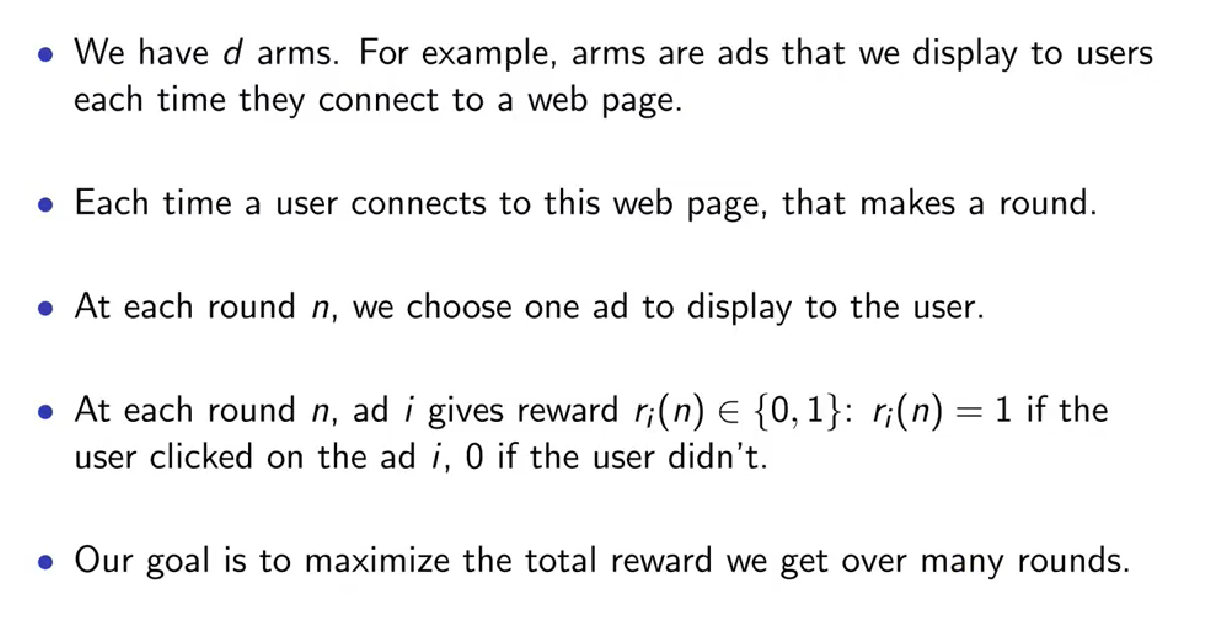 • We have d arms. For example, arms are ads that we display to users
each time they connect to a web page.
• Each time a user connects to this web page, that makes a round.
• At each round n, we choose one ad to display to the user.
• At each round n, ad i gives reward rᵢ(n) ∈ {0, 1}: rᵢ(n) = 1 if the
user clicked on the ad i, 0 if the user didn't.
• Our goal is to maximize the total reward we get over many rounds.